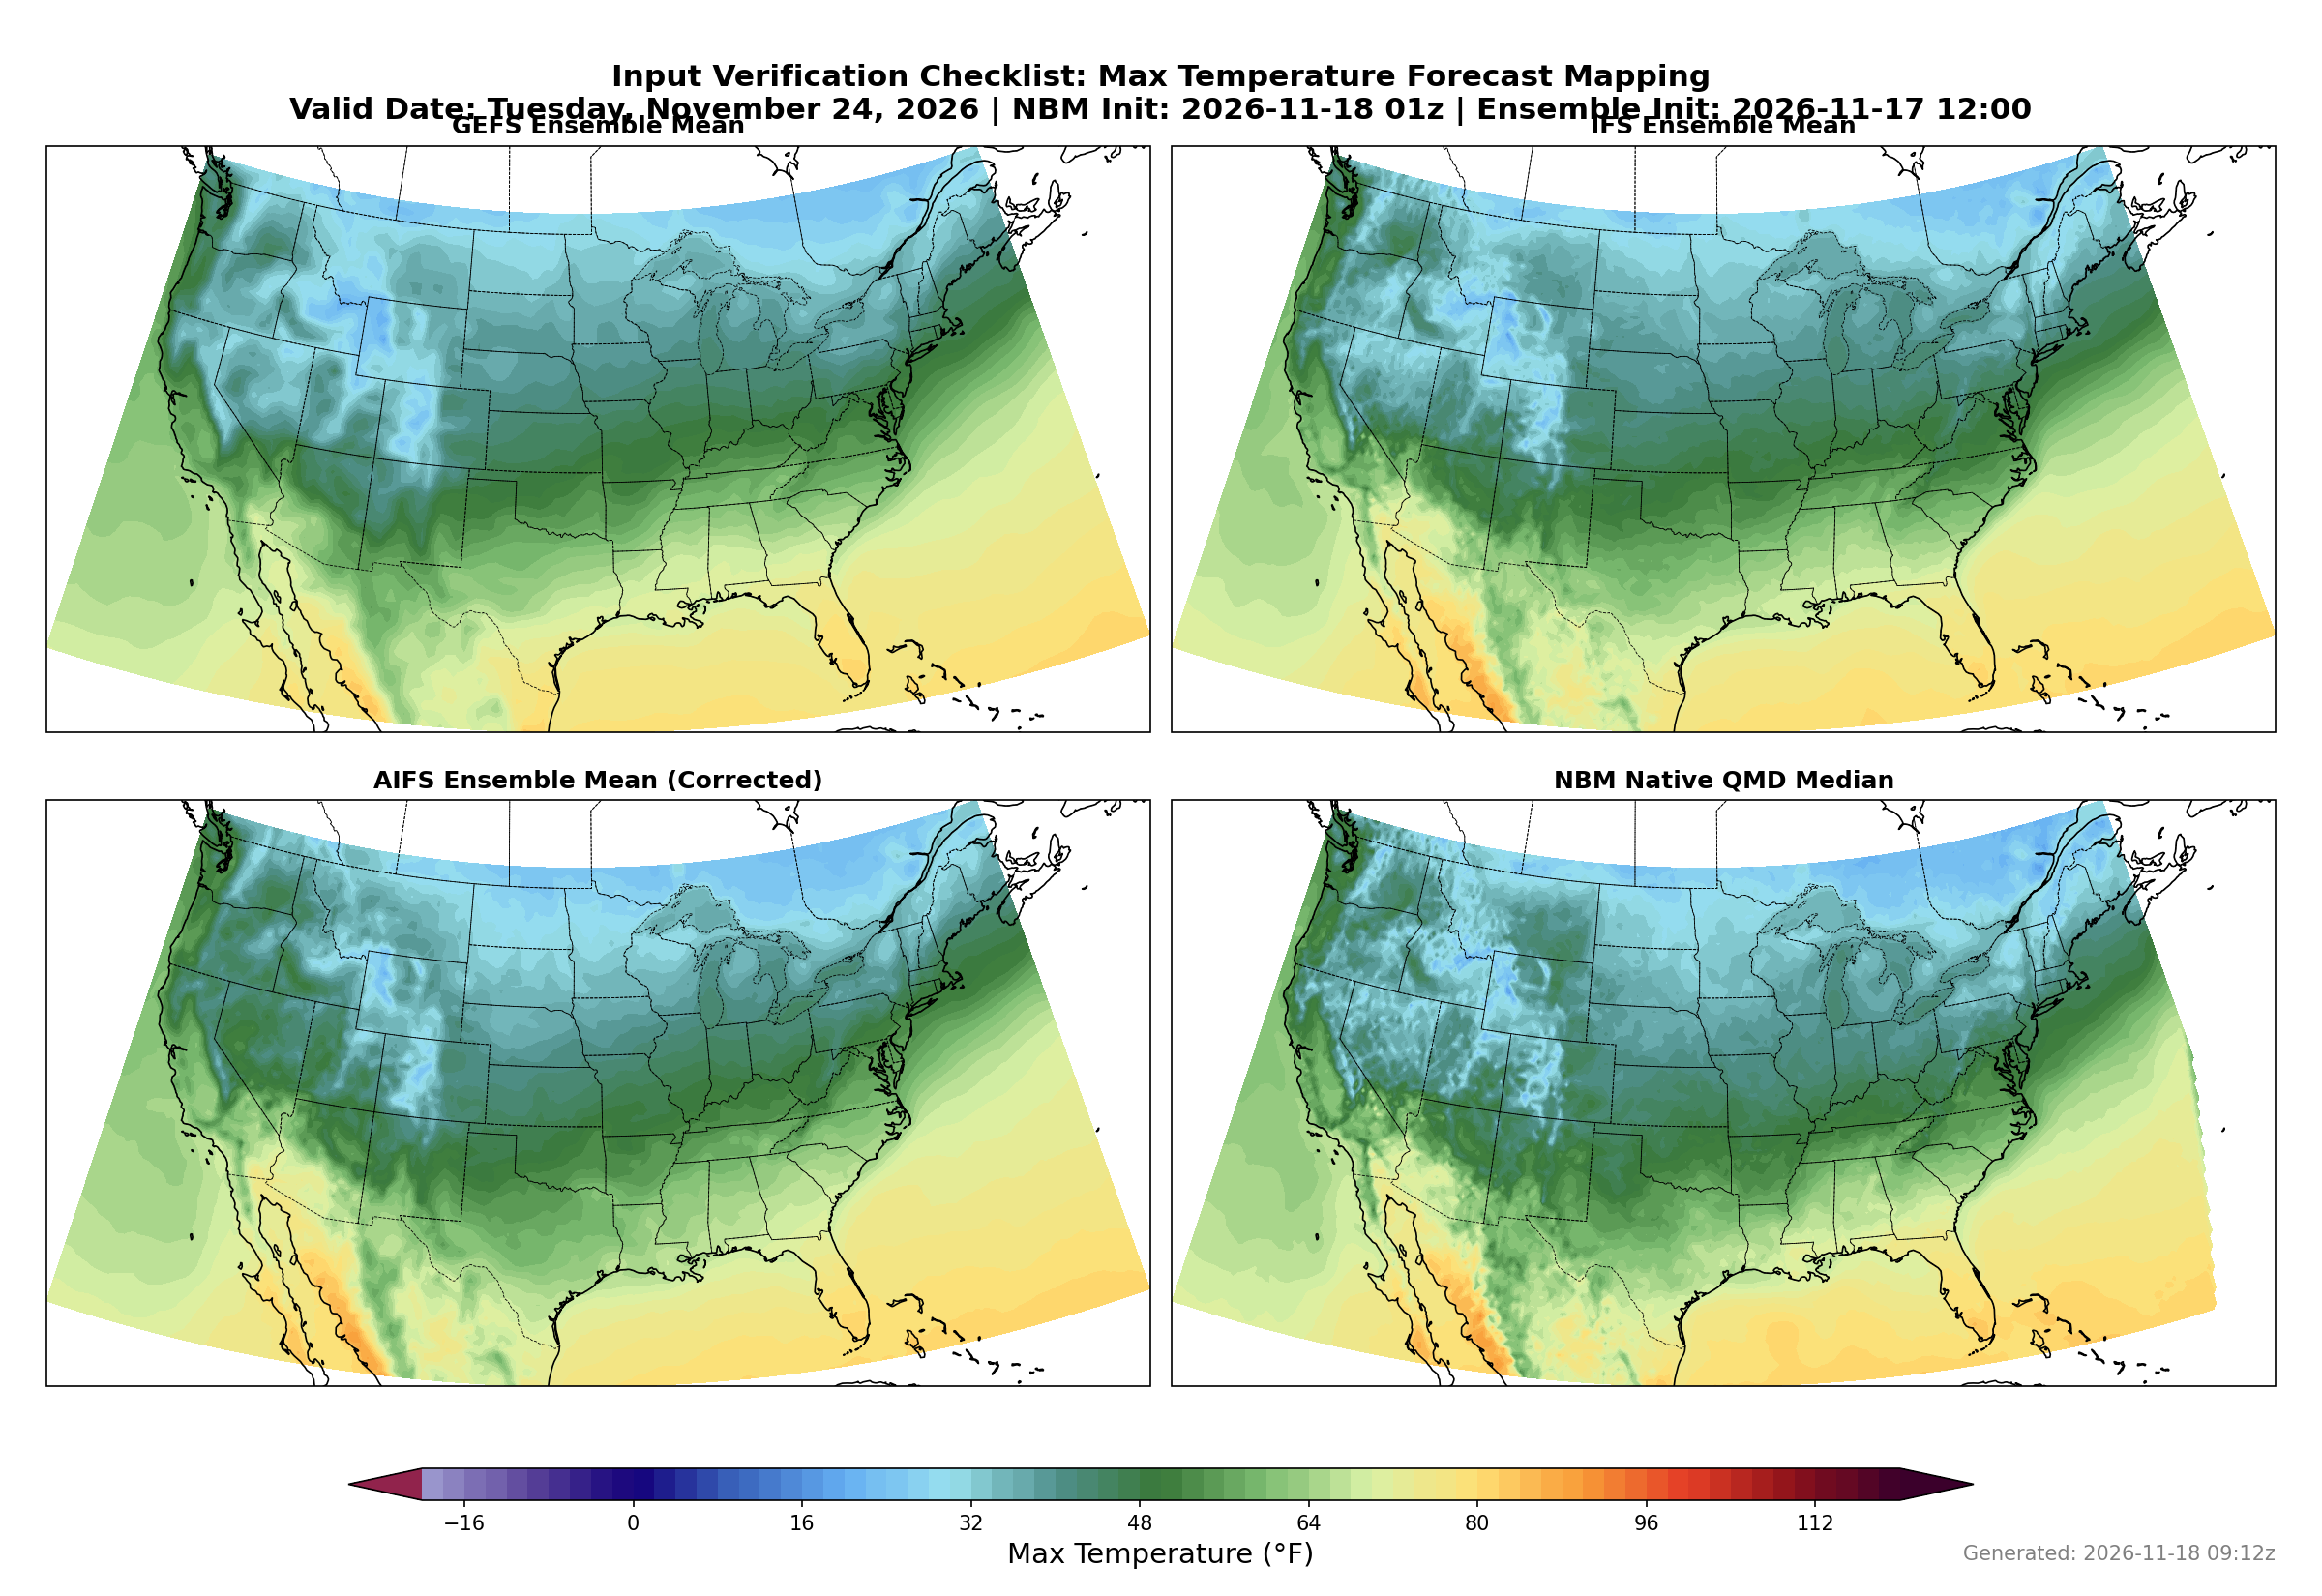 Input Verification Checklist: Max Temperature Forecast Mapping
Valid Date: Tuesday, November 24, 2026 | NBM Init: 2026-11-18 01z | Ensemble Init: 2026-11-17 12:00
GEFS Ensemble Mean
IFS Ensemble Mean
AIFS Ensemble Mean (Corrected)
NBM Native QMD Median
−16 0 16 32 48 64 80 96 112
Max Temperature (°F)
Generated: 2026-11-18 09:12z